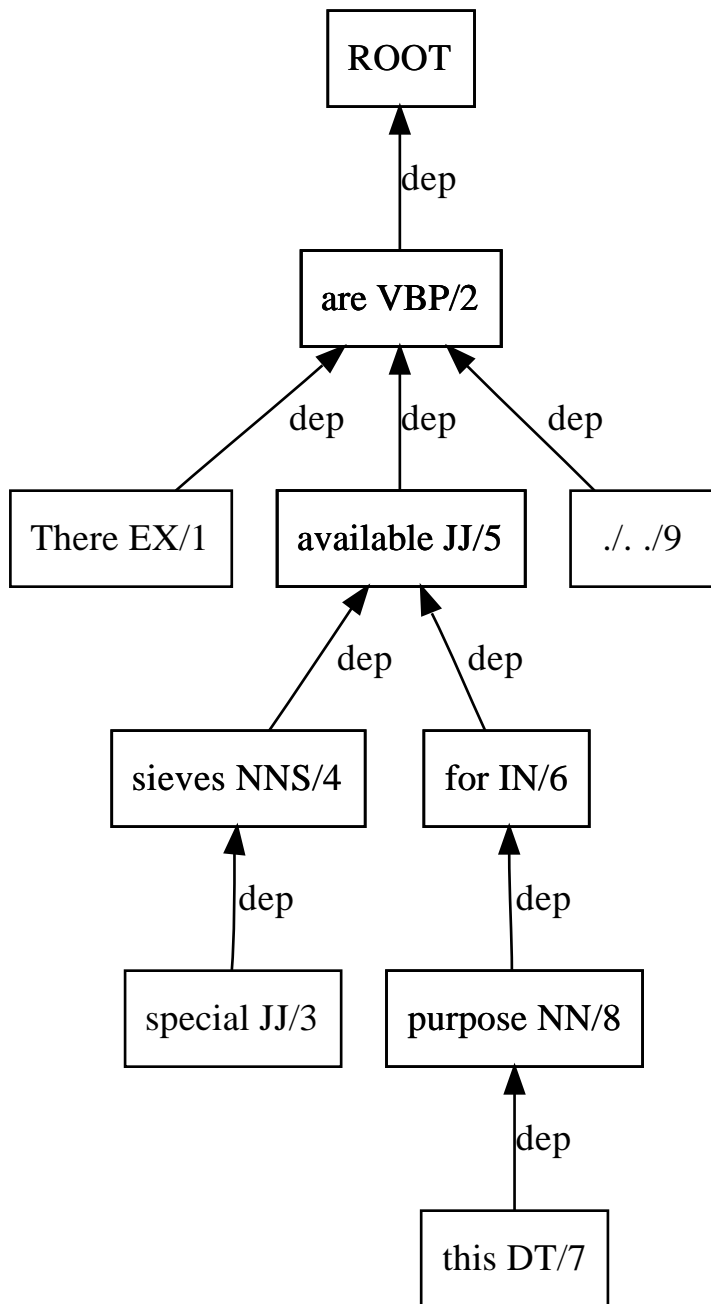 ROOT
dep
are VBP/2
dep dep dep
There EX/1 available JJ/5 ./. ./9
dep dep
sieves NNS/4 for IN/6
dep dep
special JJ/3 purpose NN/8
dep
this DT/7